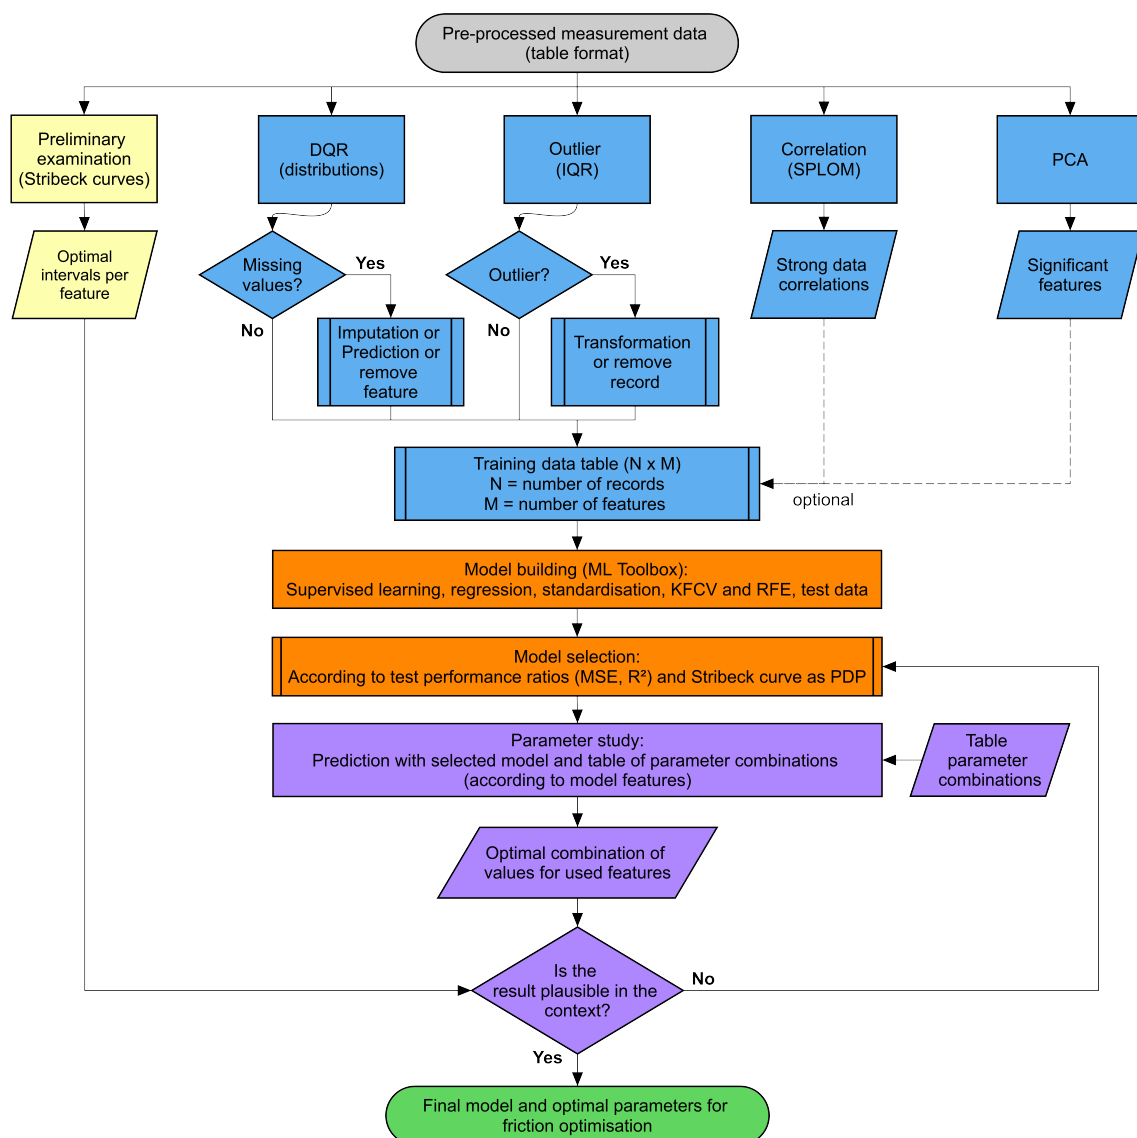 Pre-processed measurement data
(table format)
Preliminary
examination
(Stribeck curves)
DQR
(distributions)
Outlier
(IQR)
Correlation
(SPLOM)
PCA
Optimal
intervals per
feature
Missing
values?
Yes
No
Outlier?
Yes
No
Strong data
correlations
Significant
features
Imputation or
Prediction or
remove
feature
Transformation
or remove
record
Training data table (N x M)
N = number of records
M = number of features
optional
Model building (ML Toolbox):
Supervised learning, regression, standardisation, KFCV and RFE, test data
Model selection:
According to test performance ratios (MSE, R²) and Stribeck curve as PDP
Parameter study:
Prediction with selected model and table of parameter combinations
(according to model features)
Table
parameter
combinations
Optimal combination of
values for used features
Is the
result plausible in the
context?
No
Yes
Final model and optimal parameters for
friction optimisation